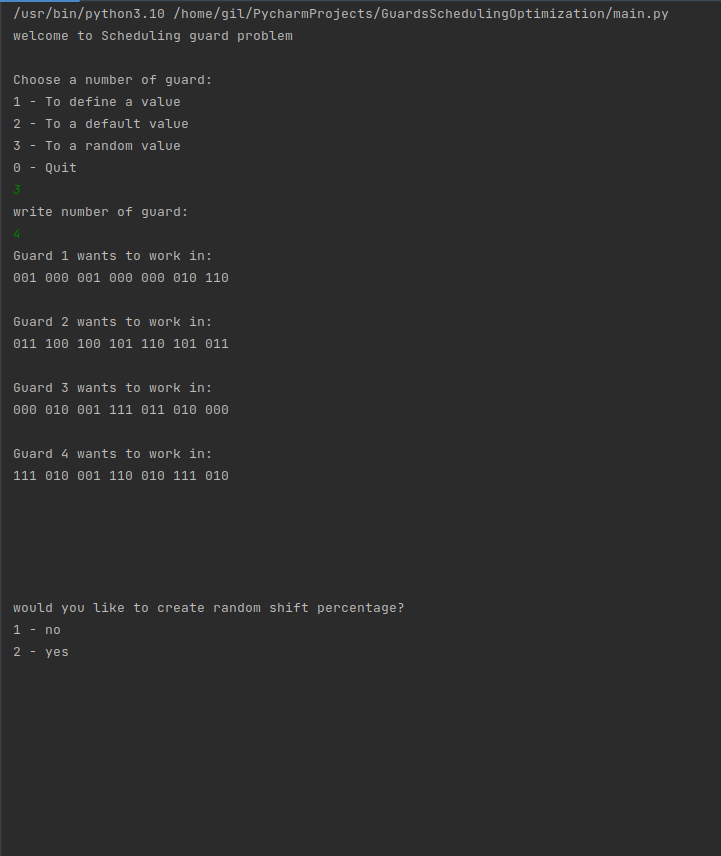 /usr/bin/python3.10 /home/gil/PycharmProjects/GuardsSchedulingOptimization/main.py
welcome to Scheduling guard problem
Choose a number of guard:
1 - To define a value
2 - To a default value
3 - To a random value
0 - Quit
3
write number of guard:
4
Guard 1 wants to work in:
001 000 001 000 000 010 110
Guard 2 wants to work in:
011 100 100 101 110 101 011
Guard 3 wants to work in:
000 010 001 111 011 010 000
Guard 4 wants to work in:
111 010 001 110 010 111 010
would you like to create random shift percentage?
1 - no
2 - yes